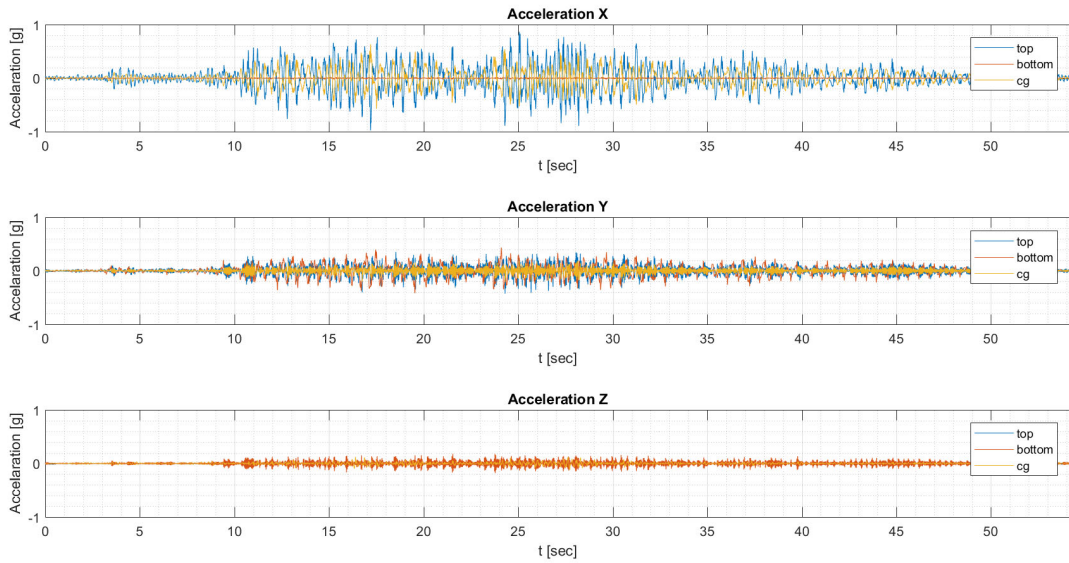 Acceleration X
Accelaration [g]
1
0
-1
0 5 10 15 20 25 30 35 40 45 50
t [sec]
top
bottom
cg
Acceleration Y
Accelaration [g]
1
0
-1
0 5 10 15 20 25 30 35 40 45 50
t [sec]
top
bottom
cg
Acceleration Z
Accelaration [g]
1
0
-1
0 5 10 15 20 25 30 35 40 45 50
t [sec]
top
bottom
cg